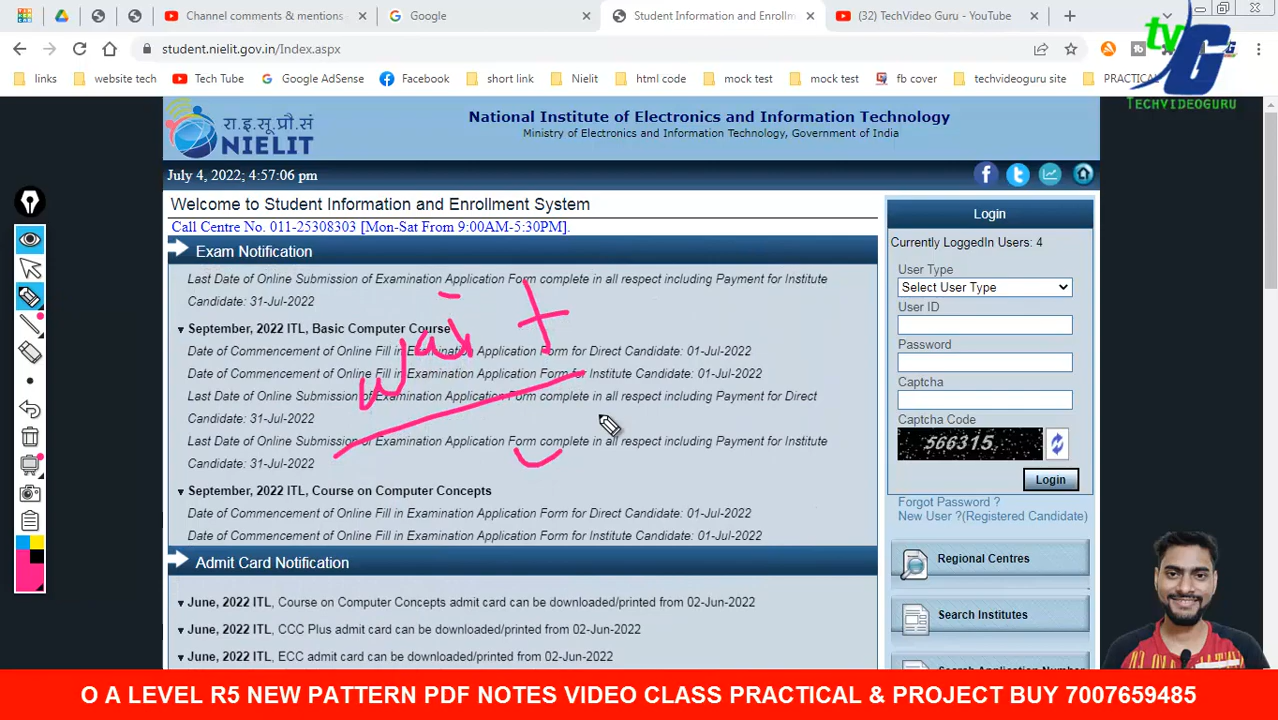 Channel comments & mentions -
Google
Student Information and Enrollm
(32) TechVideo Guru - YouTube
student.nielit.gov.in/Index.aspx
links
website tech
Tech Tube
Google AdSense
Facebook
short link
Nielit
html code
mock test
mock test
fb cover
techvideoguru site
PRACTICAL
tv G
TECHVIDEOGURU
रा.इ.सू.प्रौ.सं
NIELIT
National Institute of Electronics and Information Technology
Ministry of Electronics and Information Technology, Government of India
July 4, 2022; 4:57:06 pm
Welcome to Student Information and Enrollment System
Call Centre No. 011-25308303 [Mon-Sat From 9:00AM-5:30PM].
Exam Notification
Last Date of Online Submission of Examination Application Form complete in all respect including Payment for Institute
Candidate: 31-Jul-2022
September, 2022 ITL, Basic Computer Course
Date of Commencement of Online Fill in Examination Application Form for Direct Candidate: 01-Jul-2022
Date of Commencement of Online Fill in Examination Application Form for Institute Candidate: 01-Jul-2022
Last Date of Online Submission of Examination Application Form complete in all respect including Payment for Direct
Candidate: 31-Jul-2022
Last Date of Online Submission of Examination Application Form complete in all respect including Payment for Institute
Candidate: 31-Jul-2022
September, 2022 ITL, Course on Computer Concepts
Date of Commencement of Online Fill in Examination Application Form for Direct Candidate: 01-Jul-2022
Date of Commencement of Online Fill in Examination Application Form for Institute Candidate: 01-Jul-2022
wait
Admit Card Notification
June, 2022 ITL, Course on Computer Concepts admit card can be downloaded/printed from 02-Jun-2022
June, 2022 ITL, CCC Plus admit card can be downloaded/printed from 02-Jun-2022
June, 2022 ITL, ECC admit card can be downloaded/printed from 02-Jun-2022
Login
Currently LoggedIn Users: 4
User Type
Select User Type
User ID
Password
Captcha
Captcha Code
566315
Login
Forgot Password ?
New User ?(Registered Candidate)
Regional Centres
Search Institutes
Search Application Number
O A LEVEL R5 NEW PATTERN PDF NOTES VIDEO CLASS PRACTICAL & PROJECT BUY 7007659485